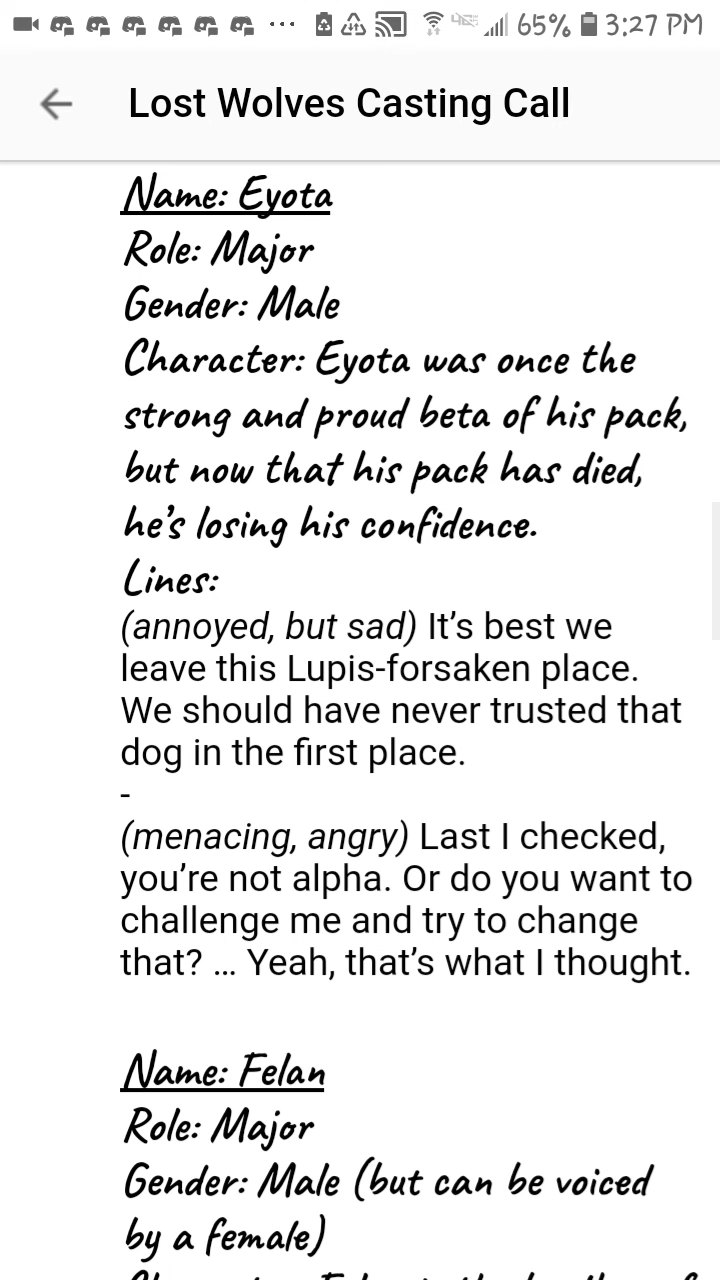 65% 3:27 PM
Lost Wolves Casting Call
Name: Eyota
Role: Major
Gender: Male
Character: Eyota was once the
strong and proud beta of his pack,
but now that his pack has died,
he’s losing his confidence.
Lines:
(annoyed, but sad) It’s best we
leave this Lupis-forsaken place.
We should have never trusted that
dog in the first place.
-
(menacing, angry) Last I checked,
you’re not alpha. Or do you want to
challenge me and try to change
that? ... Yeah, that’s what I thought.
Name: Felan
Role: Major
Gender: Male (but can be voiced
by a female)